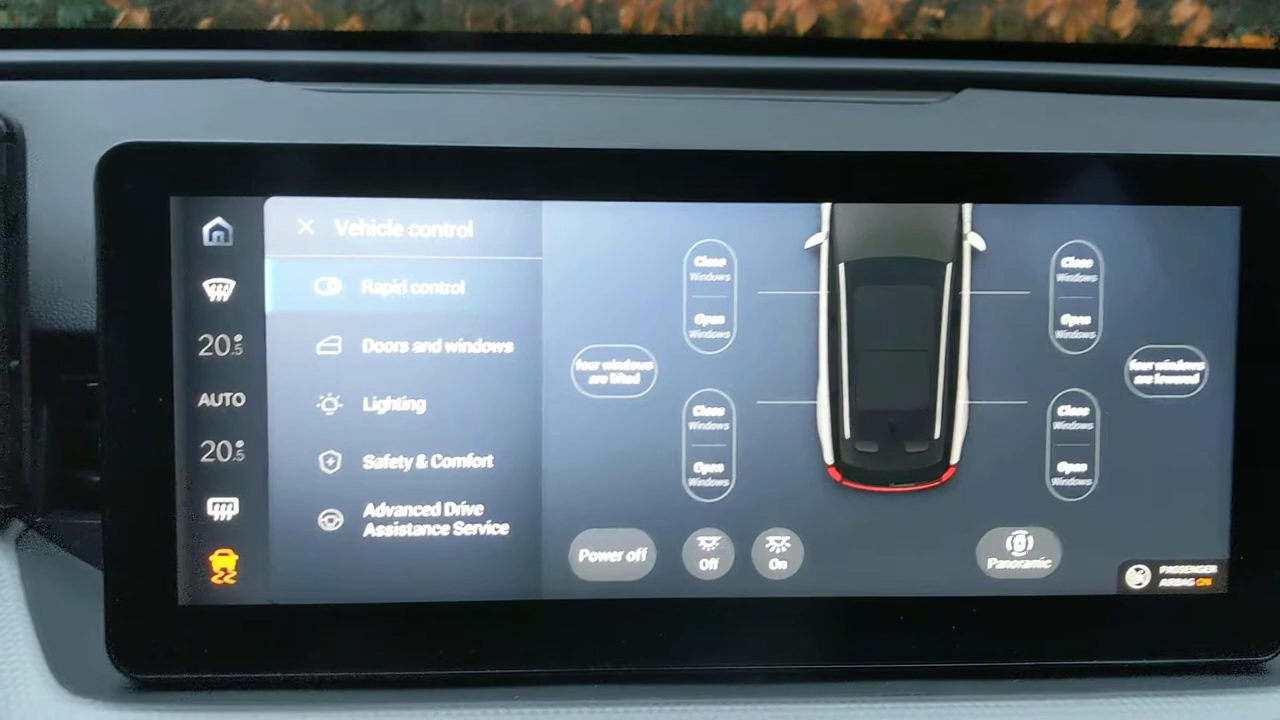 Vehicle control
Rapid control
20.5
AUTO
20.5
Doors and windows
Lighting
Safety & Comfort
Advanced Drive
Assistance Service
four windows
are lifted
Close
Windows
Open
Windows
Close
Windows
Open
Windows
Close
Windows
Open
Windows
Close
Windows
Open
Windows
four windows
are lowered
Power off
Off
On
Panoramic
PASSENGER
AIRBAG ON